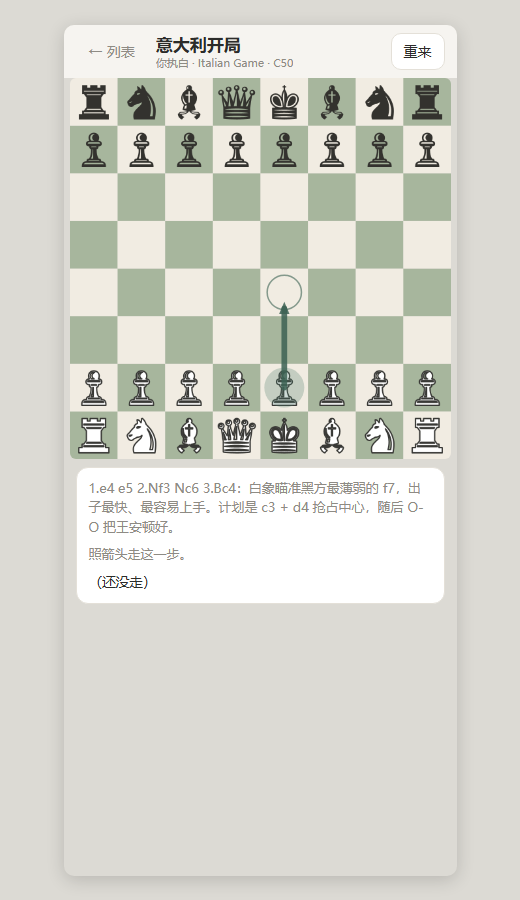 ← 列表
意大利开局
你执白 · Italian Game · C50
重来
1.e4 e5 2.Nf3 Nc6 3.Bc4：白象瞄准黑方最薄弱的 f7，出
子最快、最容易上手。计划是 c3 + d4 抢占中心，随后 O-
O 把王安顿好。
照箭头走这一步。
（还没走）